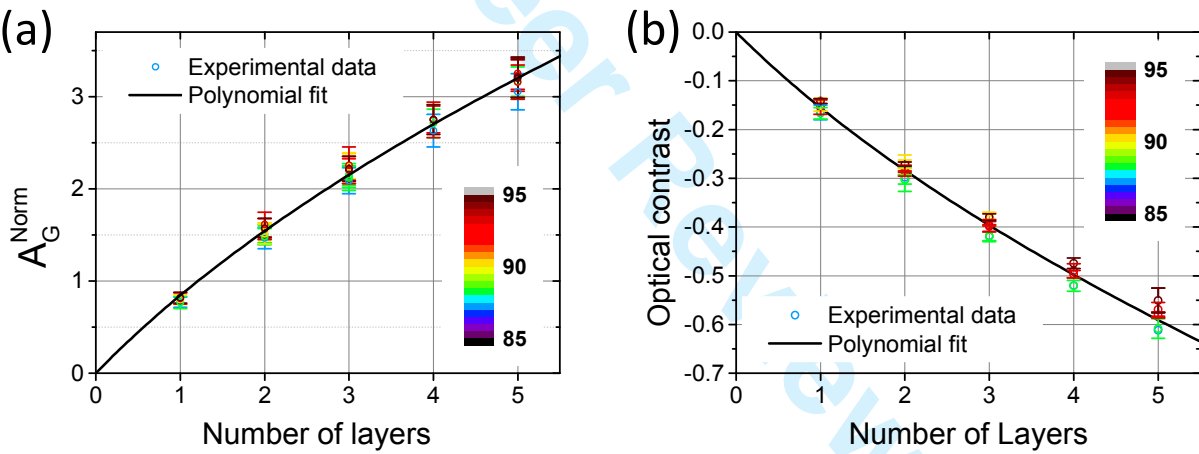 (a)
Experimental data
Polynomial fit
3
2
1
0
95
90
85
A_G^Norm
0 1 2 3 4 5
Number of layers
(b)
0.0
-0.1
-0.2
-0.3
-0.4
-0.5
-0.6
-0.7
95
90
85
Experimental data
Polynomial fit
Optical contrast
0 1 2 3 4 5
Number of Layers
eer Review